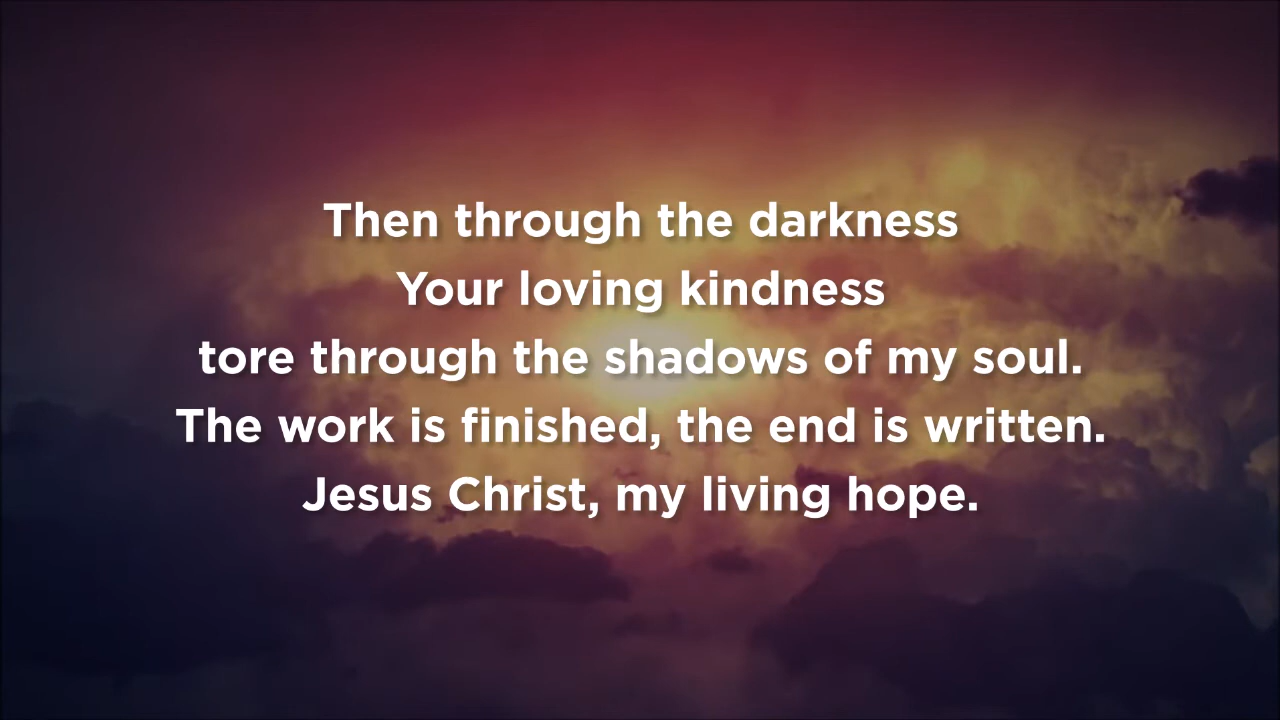 Then through the darkness
Your loving kindness
tore through the shadows of my soul.
The work is finished, the end is written.
Jesus Christ, my living hope.